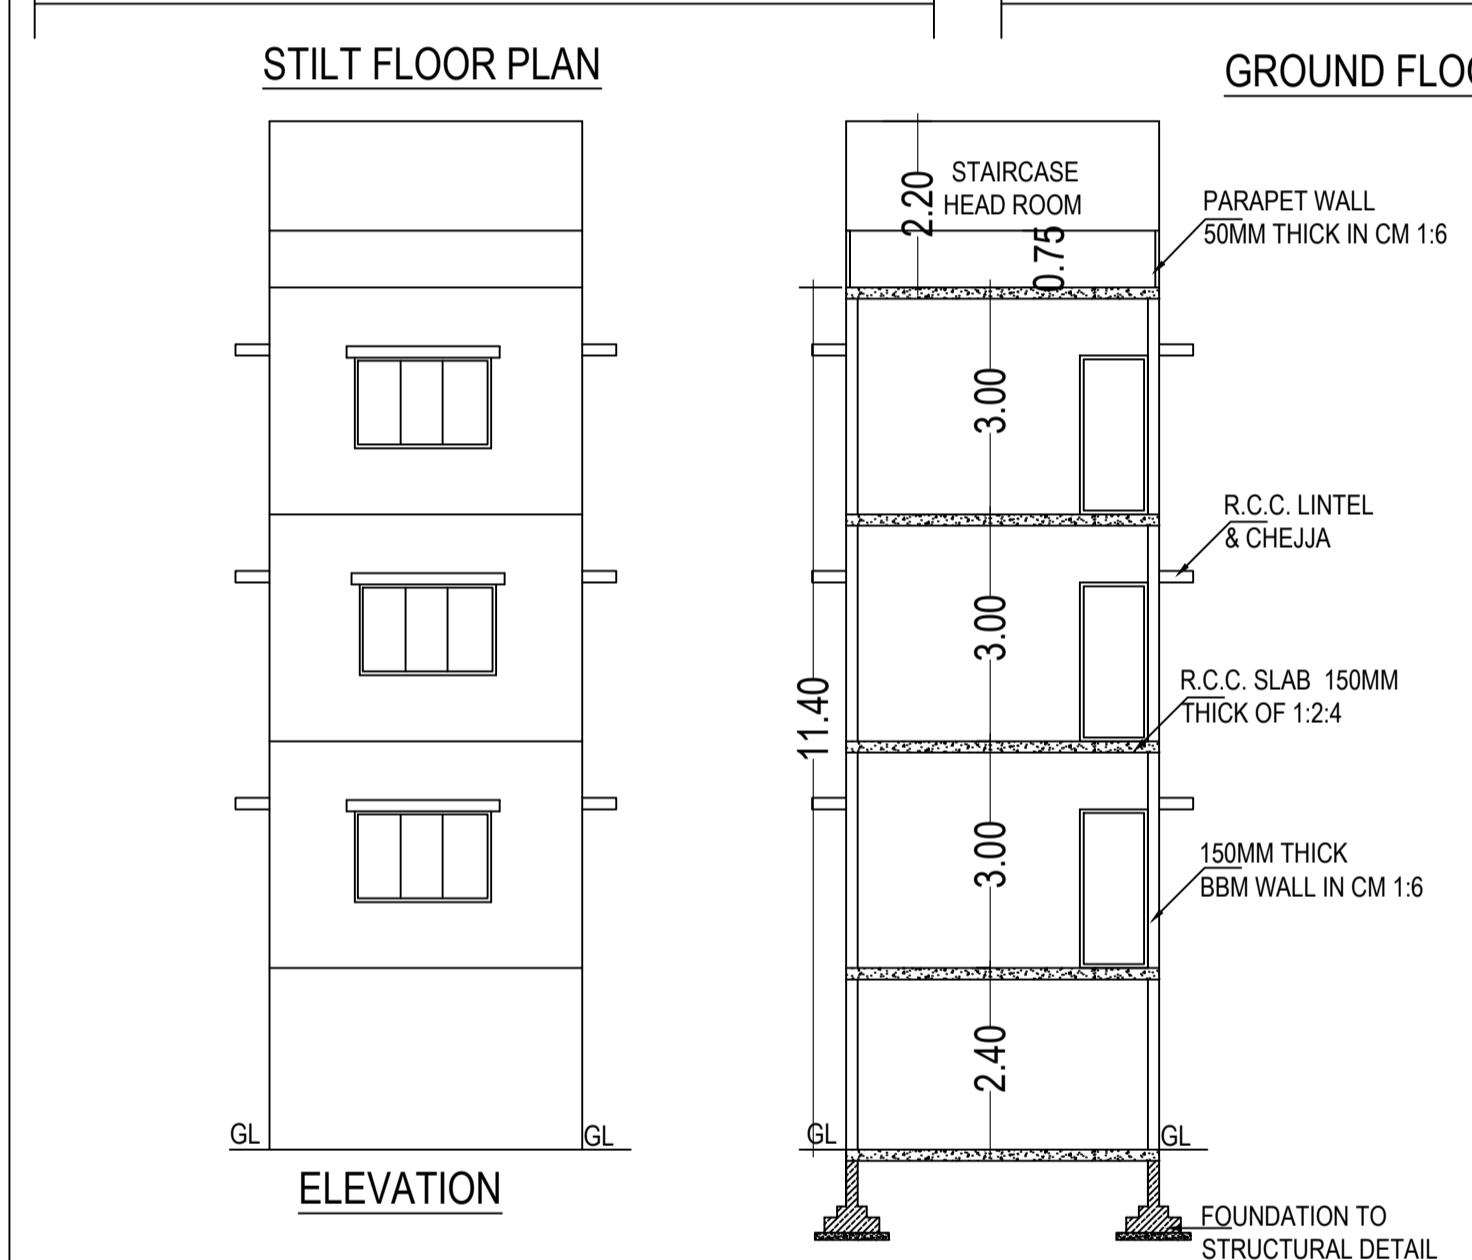 STILT FLOOR PLAN
GROUND FLOO
STAIRCASE
HEAD ROOM
2.20
0.75
PARAPET WALL
50MM THICK IN CM 1:6
3.00
R.C.C. LINTEL
& CHEJJA
3.00
11.40
R.C.C. SLAB 150MM
THICK OF 1:2:4
3.00
150MM THICK
BBM WALL IN CM 1:6
2.40
GL
GL
GL
GL
ELEVATION
FOUNDATION TO
STRUCTURAL DETAIL